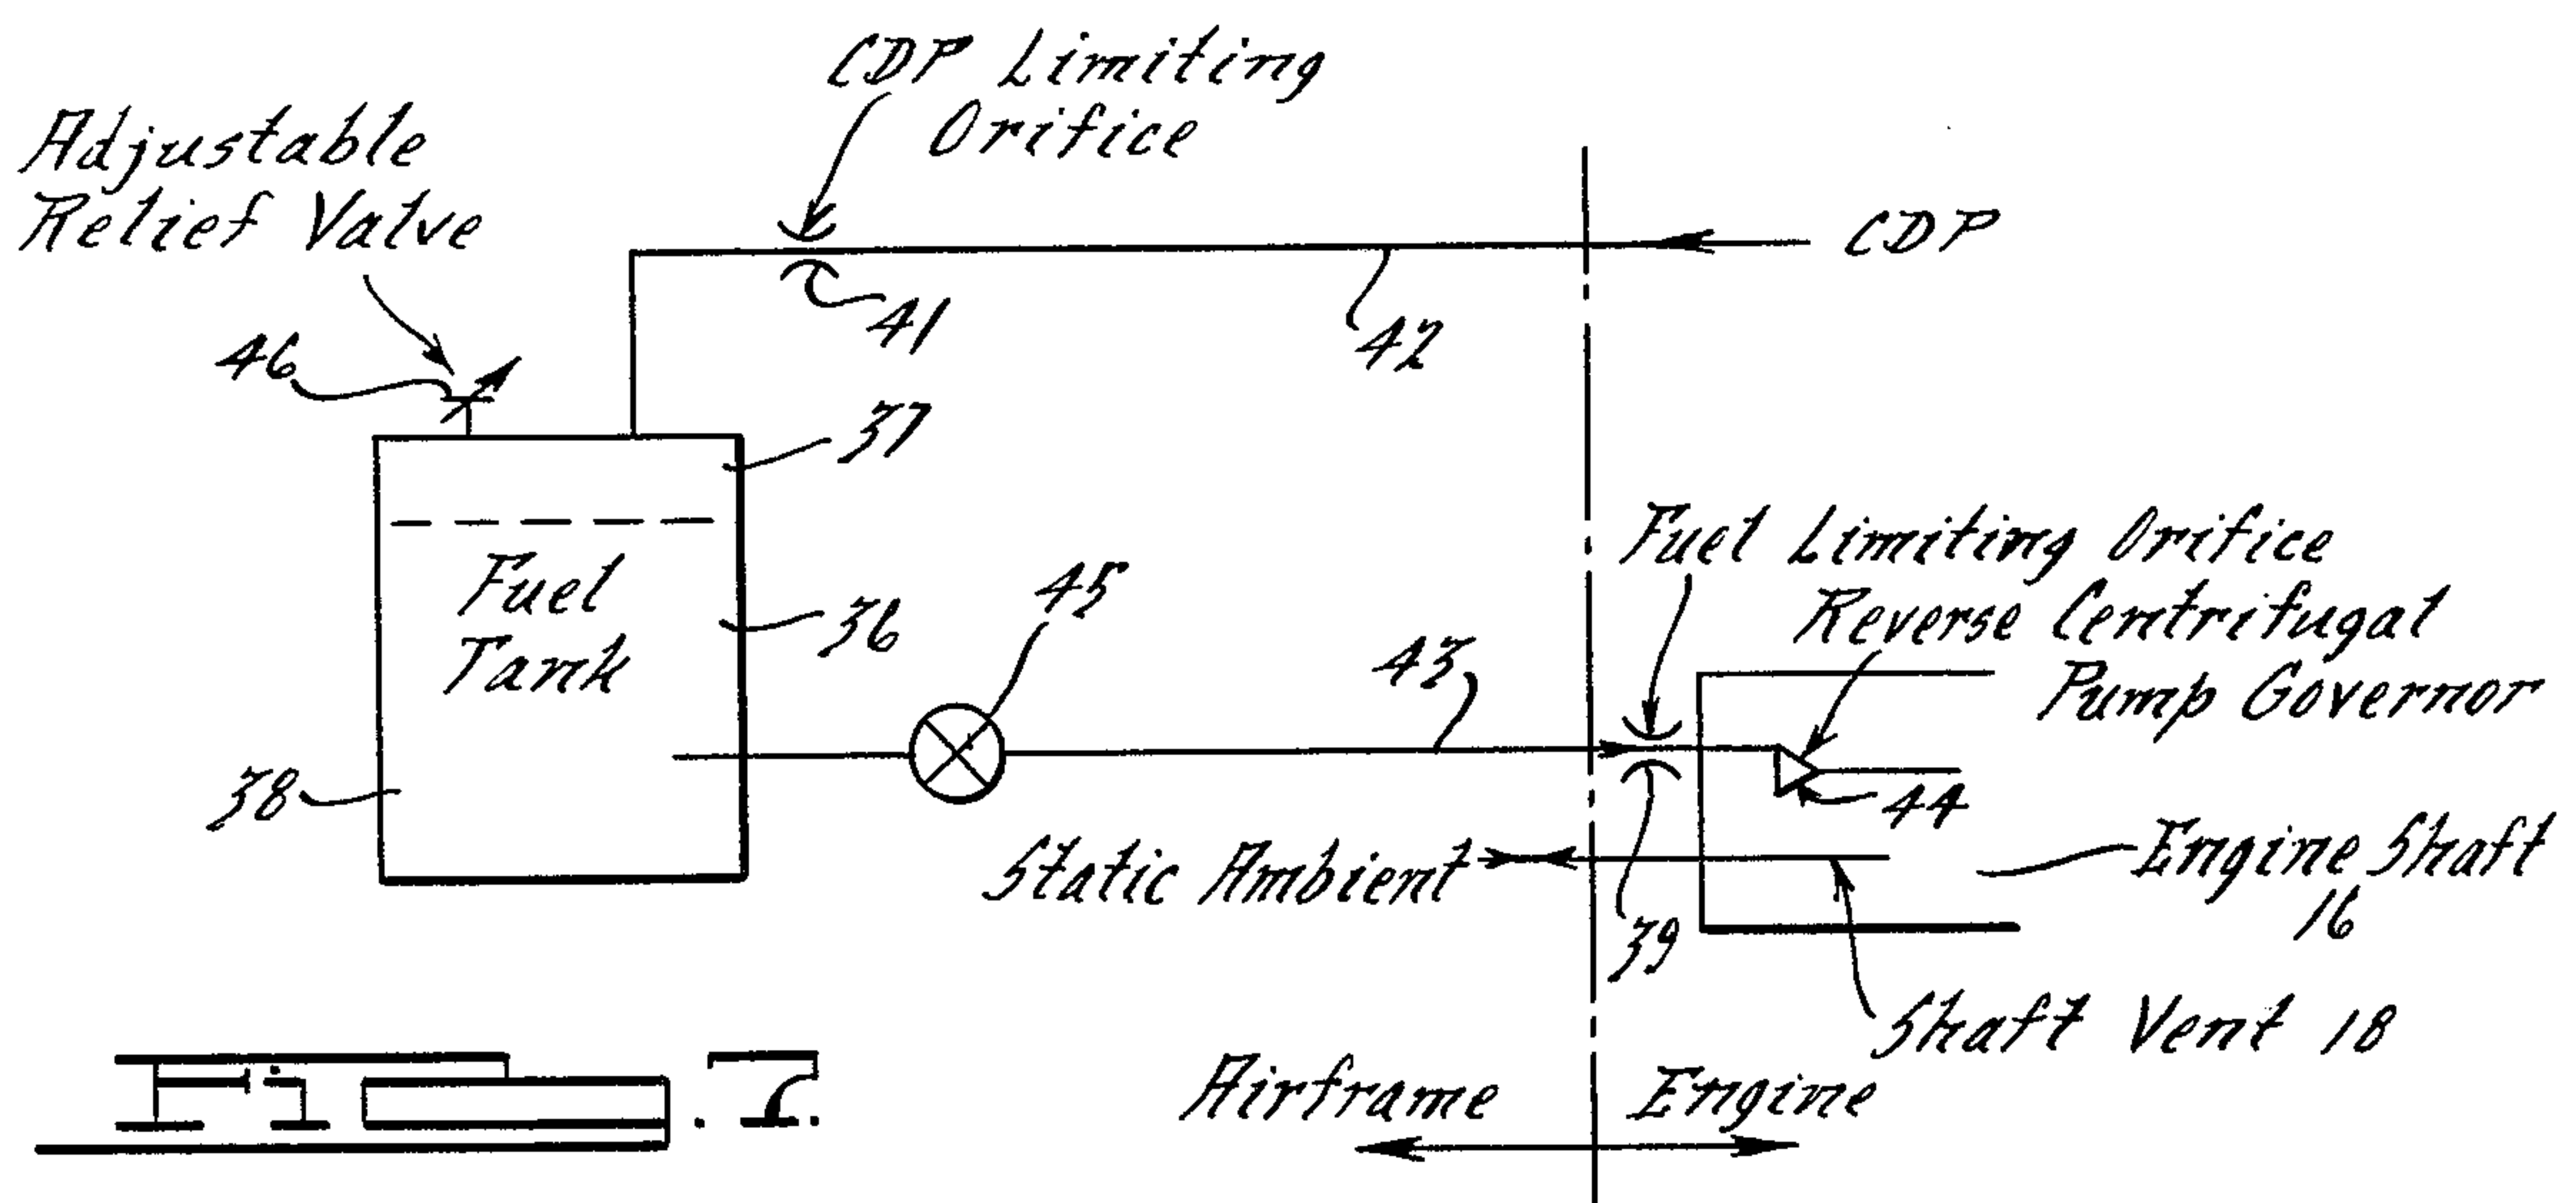 CDP Limiting
Orifice
Adjustable
Relief Valve
CDP
41
42
46
37
Fuel
Tank
36
45
43
38
Fuel Limiting Orifice
Reverse Centrifugal
Pump Governor
44
Static Ambient
Engine Shaft
16
39
Shaft Vent 18
Airframe
Engine
Fig. 7.